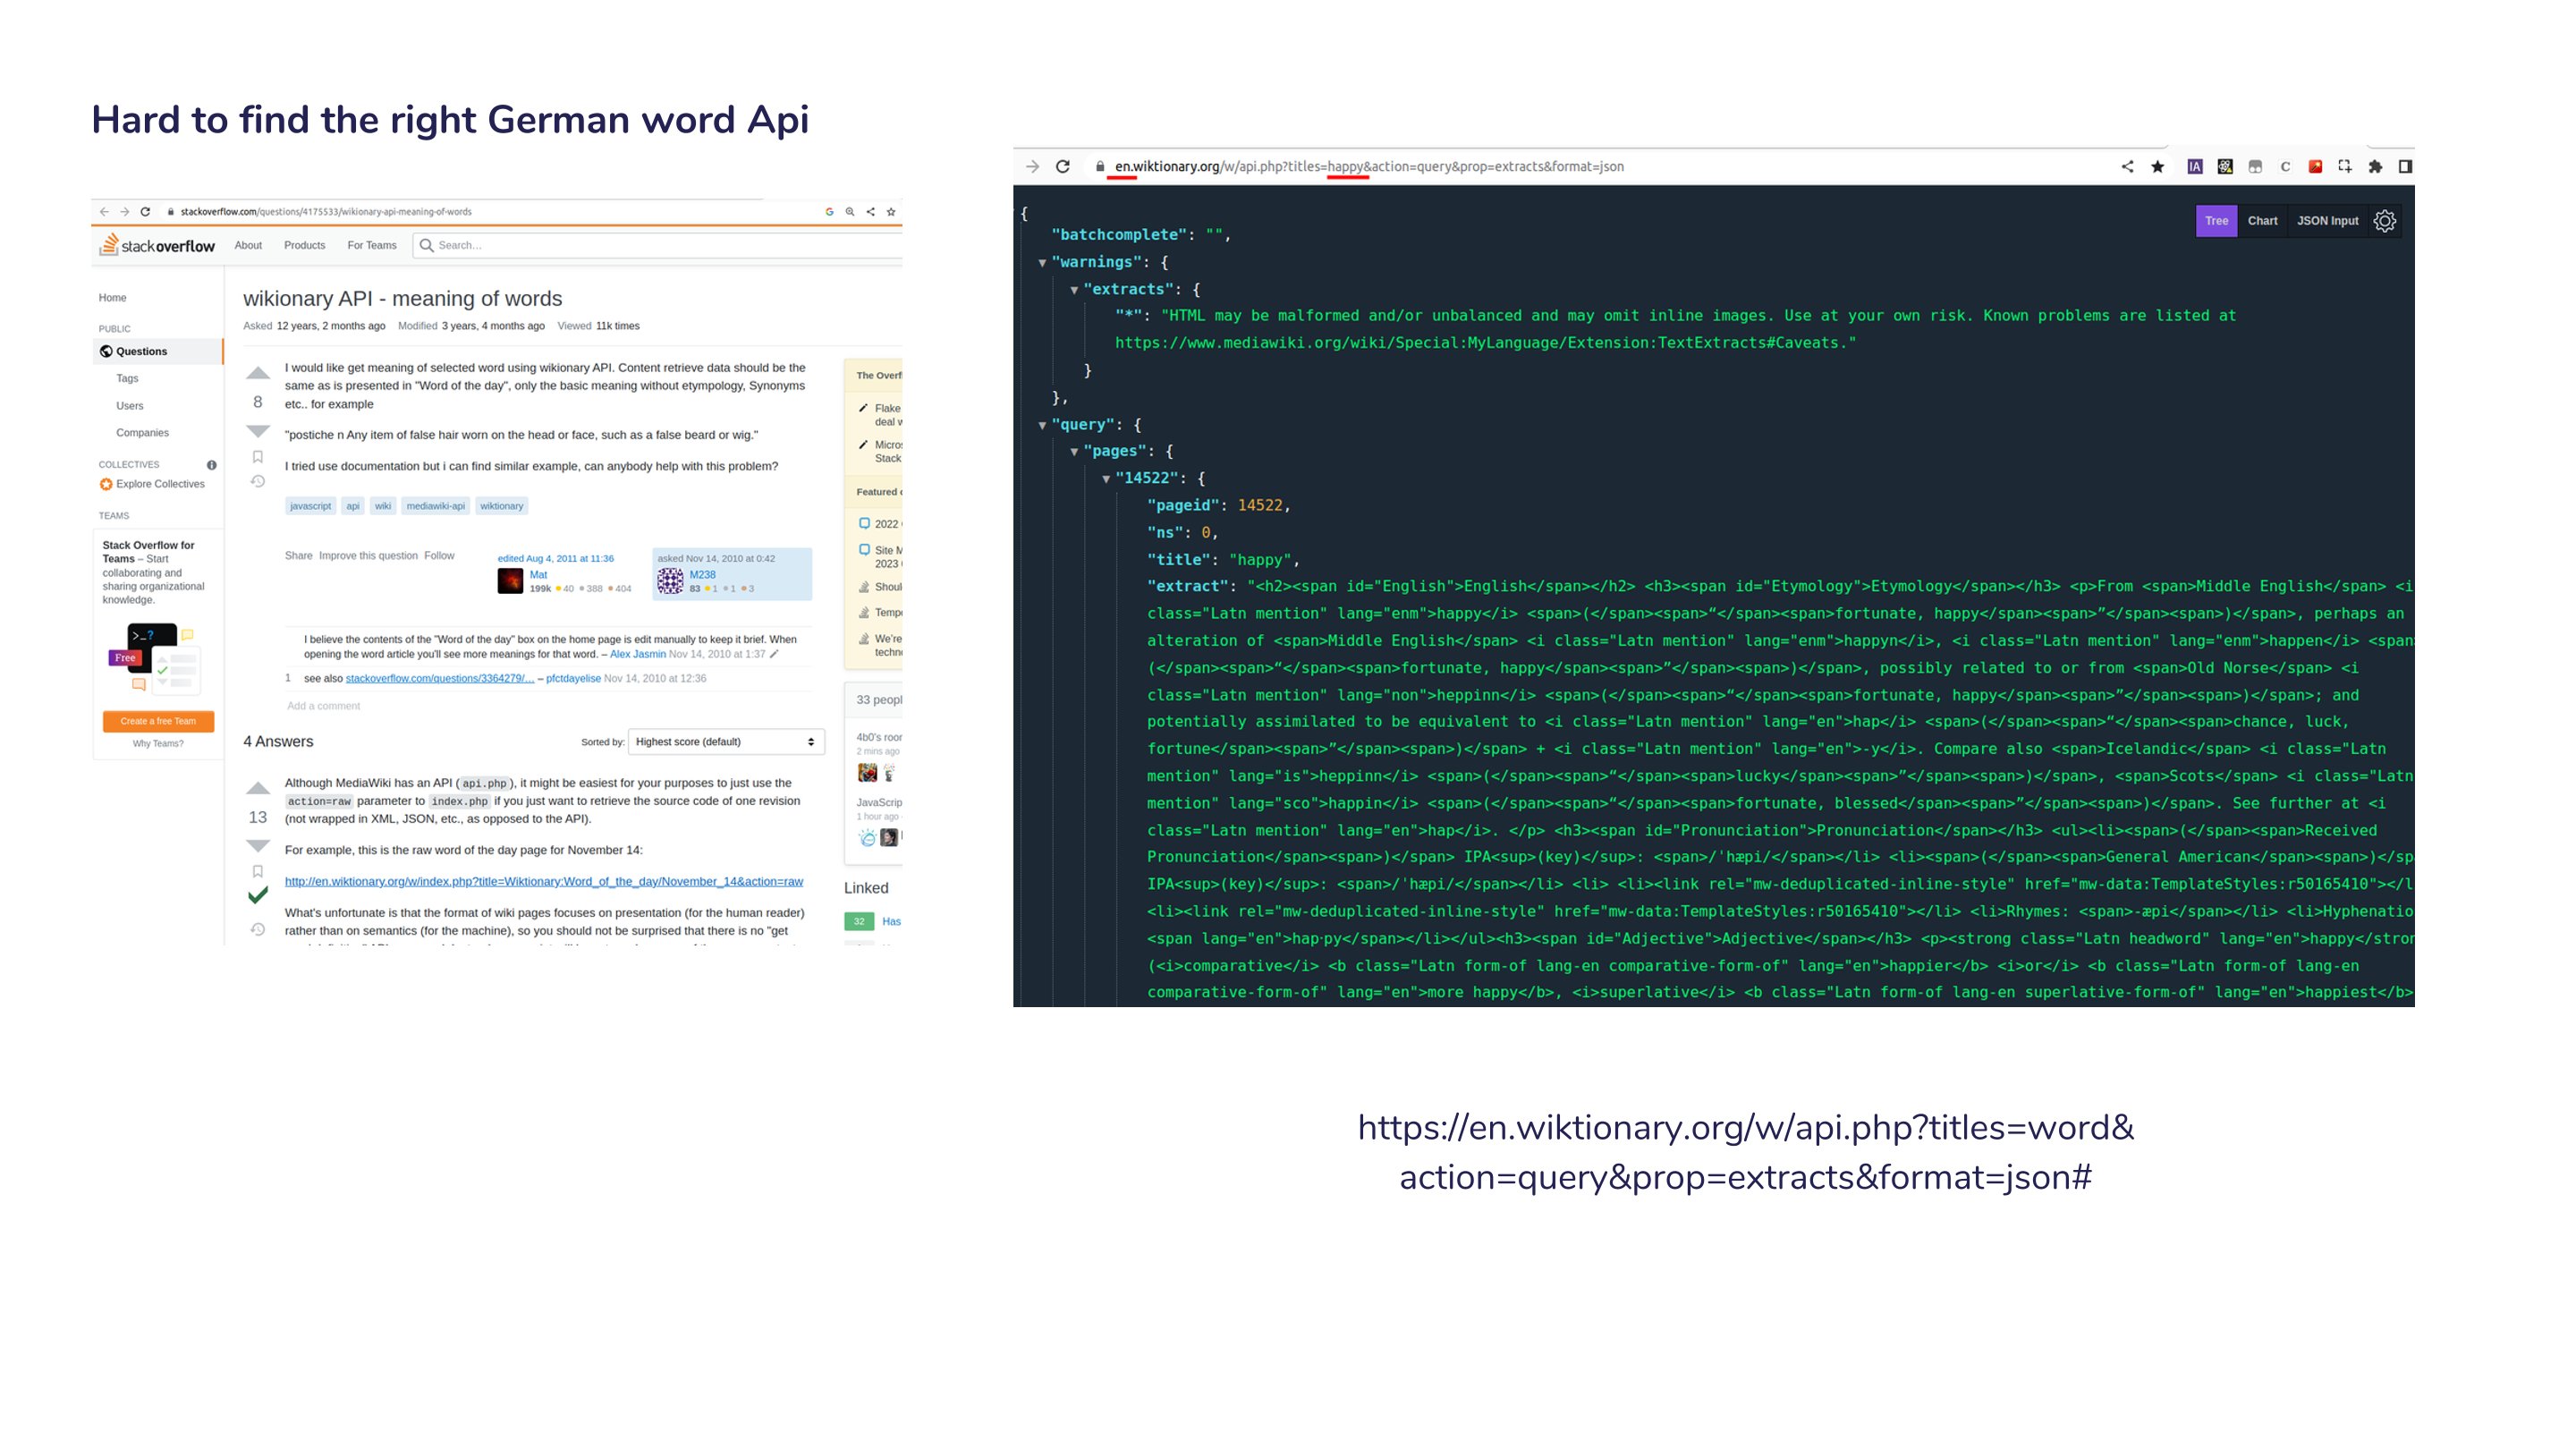 Hard to find the right German word Api
stackoverflow.com/questions/4175533/wikionary-api-meaning-of-words
stackoverflow
About
Products
For Teams
Search...
Home
PUBLIC
Questions
Tags
Users
Companies
COLLECTIVES
Explore Collectives
TEAMS
Stack Overflow for
Teams – Start
collaborating and
sharing organizational
knowledge.
>_?
Free
Create a free Team
Why Teams?
wikionary API - meaning of words
Asked 12 years, 2 months ago Modified 3 years, 4 months ago Viewed 11k times
8
I would like get meaning of selected word using wikionary API. Content retrieve data should be the
same as is presented in "Word of the day", only the basic meaning without etympology, Synonyms
etc.. for example
"postiche n Any item of false hair worn on the head or face, such as a false beard or wig."
I tried use documentation but i can find similar example, can anybody help with this problem?
javascript api wiki mediawiki-api wiktionary
Share Improve this question Follow
edited Aug 4, 2011 at 11:36
Mat
199k 40 388 404
asked Nov 14, 2010 at 0:42
M238
83 1 1 3
I believe the contents of the "Word of the day" box on the home page is edit manually to keep it brief. When
opening the word article you'll see more meanings for that word. – Alex Jasmin Nov 14, 2010 at 1:37
1 see also stackoverflow.com/questions/3364279/... – pfctdayelise Nov 14, 2010 at 12:36
Add a comment
4 Answers
Sorted by: Highest score (default)
13
Although MediaWiki has an API (api.php), it might be easiest for your purposes to just use the
action=raw parameter to index.php if you just want to retrieve the source code of one revision
(not wrapped in XML, JSON, etc., as opposed to the API).
For example, this is the raw word of the day page for November 14:
http://en.wiktionary.org/w/index.php?title=Wiktionary:Word_of_the_day/November_14&action=raw
What's unfortunate is that the format of wiki pages focuses on presentation (for the human reader)
rather than on semantics (for the machine), so you should not be surprised that there is no "get
The Overfl
Flake
deal w
Micros
Stack
Featured o
2022
Site M
2023
Shoul
Tempo
We're
techno
33 peopl
4b0's roor
2 mins ago
JavaScrip
1 hour ago
Linked
32 Has
en.wiktionary.org/w/api.php?titles=happy&action=query&prop=extracts&format=json
IA
C
Tree
Chart
JSON Input
{
"batchcomplete": "",
"warnings": {
"extracts": {
"*": "HTML may be malformed and/or unbalanced and may omit inline images. Use at your own risk. Known problems are listed at
https://www.mediawiki.org/wiki/Special:MyLanguage/Extension:TextExtracts#Caveats."
}
},
"query": {
"pages": {
"14522": {
"pageid": 14522,
"ns": 0,
"title": "happy",
"extract": "<h2><span id="English">English</span></h2> <h3><span id="Etymology">Etymology</span></h3> <p>From <span>Middle English</span> <i
class="Latn mention" lang="enm">happy</i> <span>(</span><span>“</span><span>fortunate, happy</span><span>”</span><span>)</span>, perhaps an
alteration of <span>Middle English</span> <i class="Latn mention" lang="enm">happyn</i>, <i class="Latn mention" lang="enm">happen</i> <span>
(</span><span>“</span><span>fortunate, happy</span><span>”</span><span>)</span>, possibly related to or from <span>Old Norse</span> <i
class="Latn mention" lang="non">heppinn</i> <span>(</span><span>“</span><span>fortunate, happy</span><span>”</span><span>)</span>; and
potentially assimilated to be equivalent to <i class="Latn mention" lang="en">hap</i> <span>(</span><span>“</span><span>chance, luck,
fortune</span><span>”</span><span>)</span> + <i class="Latn mention" lang="en">-y</i>. Compare also <span>Icelandic</span> <i class="Latn
mention" lang="is">heppinn</i> <span>(</span><span>“</span><span>lucky</span><span>”</span><span>)</span>, <span>Scots</span> <i class="Latn
mention" lang="sco">happin</i> <span>(</span><span>“</span><span>fortunate, blessed</span><span>”</span><span>)</span>. See further at <i
class="Latn mention" lang="en">hap</i>. </p> <h3><span id="Pronunciation">Pronunciation</span></h3> <ul><li><span>(</span><span>Received
Pronunciation</span><span>)</span> IPA<sup>(key)</sup>: <span>/ˈhæpi/</span></li> <li><span>(</span><span>General American</span><span>)</sp
IPA<sup>(key)</sup>: <span>/ˈhæpi/</span></li> <li> <li><link rel="mw-deduplicated-inline-style" href="mw-data:TemplateStyles:r50165410"></l
<li><link rel="mw-deduplicated-inline-style" href="mw-data:TemplateStyles:r50165410"></li> <li>Rhymes: <span>-æpi</span></li> <li>Hyphenatio
<span lang="en">hap‧py</span></li></ul><h3><span id="Adjective">Adjective</span></h3> <p><strong class="Latn headword" lang="en">happy</stron
(<i>comparative</i> <b class="Latn form-of lang-en comparative-form-of" lang="en">happier</b> <i>or</i> <b class="Latn form-of lang-en
comparative-form-of" lang="en">more happy</b>, <i>superlative</i> <b class="Latn form-of lang-en superlative-form-of" lang="en">happiest</b>
https://en.wiktionary.org/w/api.php?titles=word&
action=query&prop=extracts&format=json#